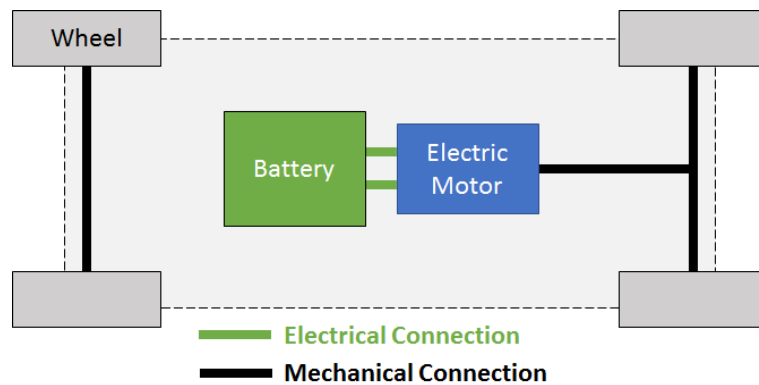 Wheel
Battery
Electric
Motor
Electrical Connection
Mechanical Connection